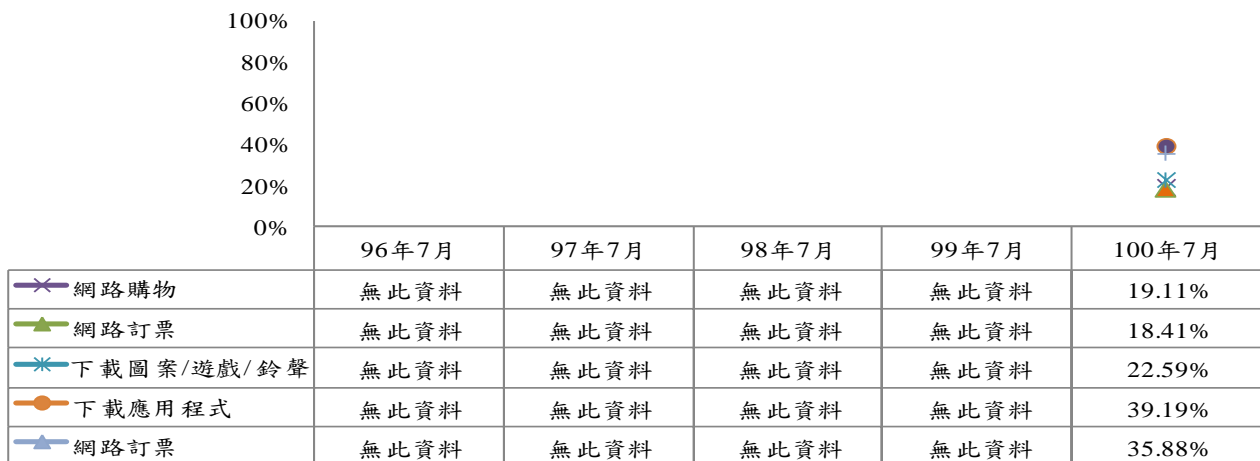 100%
80%
60%
40%
20%
0%
96年7月 97年7月 98年7月 99年7月 100年7月
網路購物 無此資料 無此資料 無此資料 無此資料 19.11%
網路訂票 無此資料 無此資料 無此資料 無此資料 18.41%
下載圖案/遊戲/鈴聲 無此資料 無此資料 無此資料 無此資料 22.59%
下載應用程式 無此資料 無此資料 無此資料 無此資料 39.19%
網路訂票 無此資料 無此資料 無此資料 無此資料 35.88%